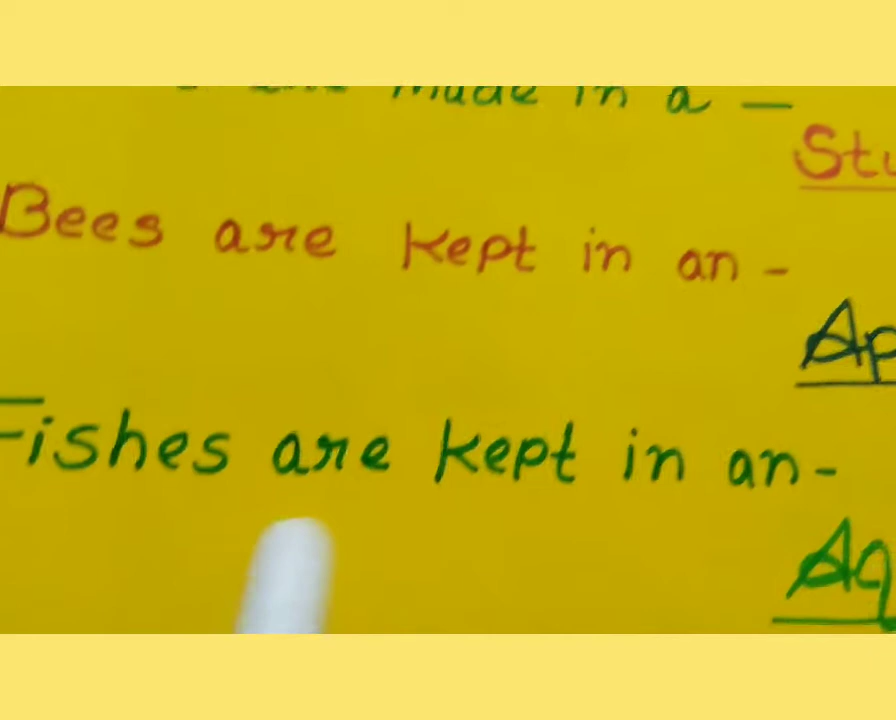 made in a —
Stu
Bees are kept in an -
Ap
Fishes are kept in an-
Aq